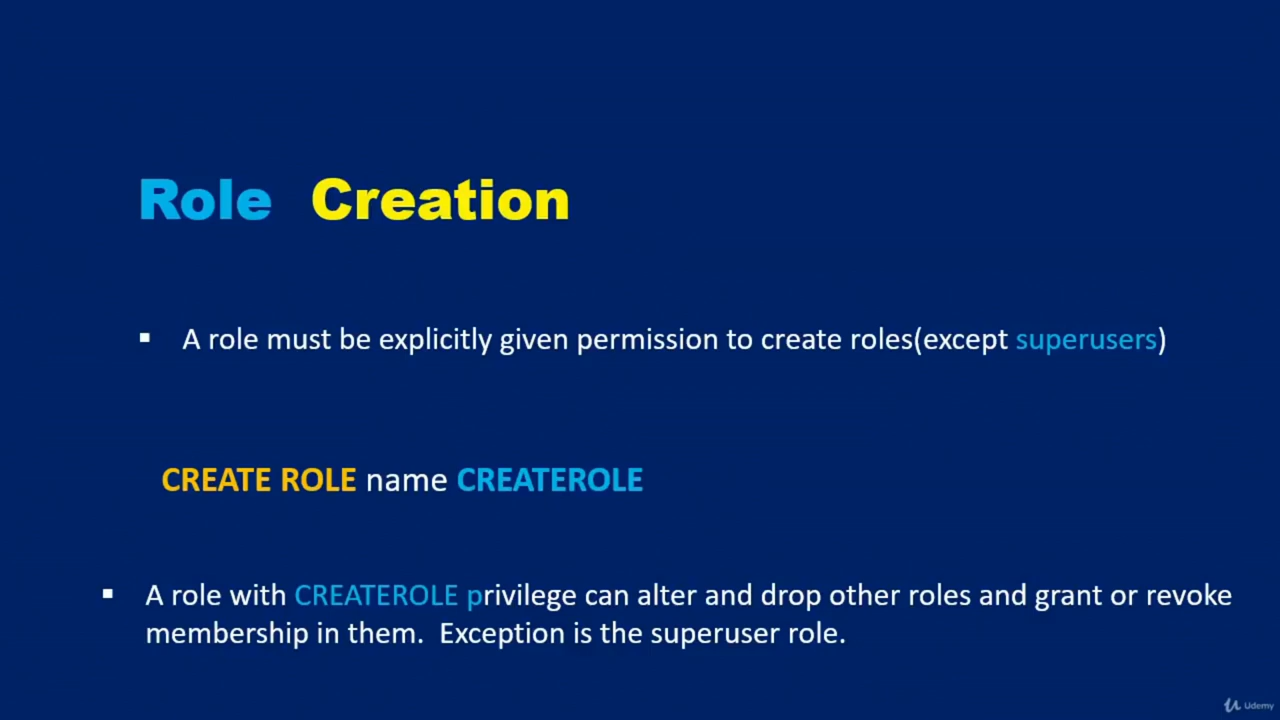 Role Creation
▪ A role must be explicitly given permission to create roles(except superusers)
CREATE ROLE name CREATEROLE
▪ A role with CREATEROLE privilege can alter and drop other roles and grant or revoke
membership in them. Exception is the superuser role.
Udemy